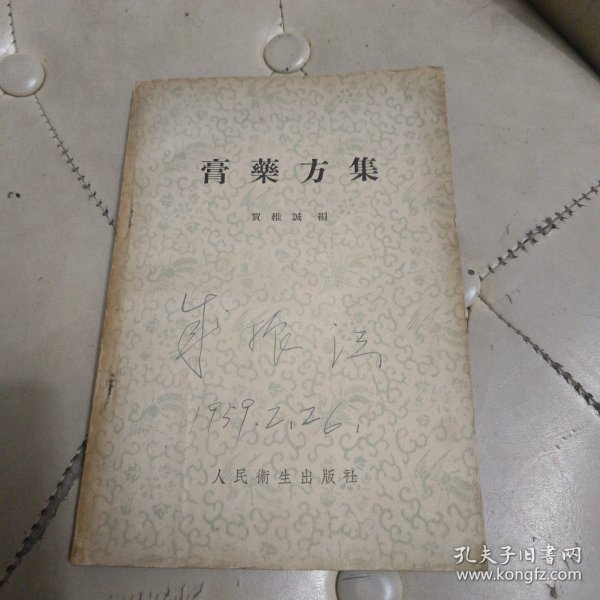 膏藥方集
賈維誠 編
1959.2.26.
人民衛生出版社
孔夫子旧书网
www.kongfz.com